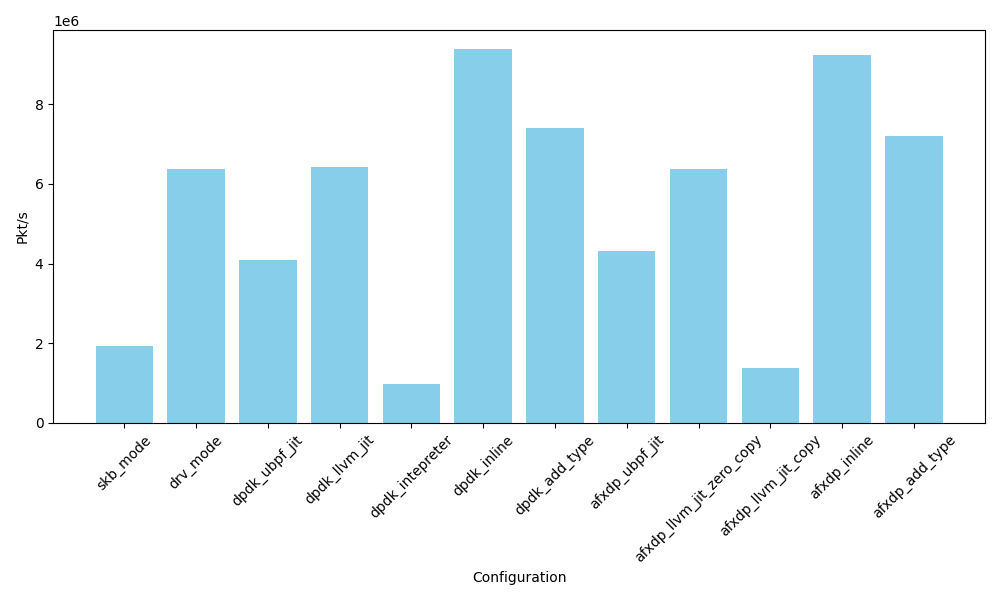 1e6
Pkt/s
8
6
4
2
0
skb_mode
drv_mode
dpdk_ubpf_jit
dpdk_llvm_jit
dpdk_intepreter
dpdk_inline
dpdk_add_type
afxdp_ubpf_jit
afxdp_llvm_jit_zero_copy
afxdp_llvm_jit_copy
afxdp_inline
afxdp_add_type
Configuration